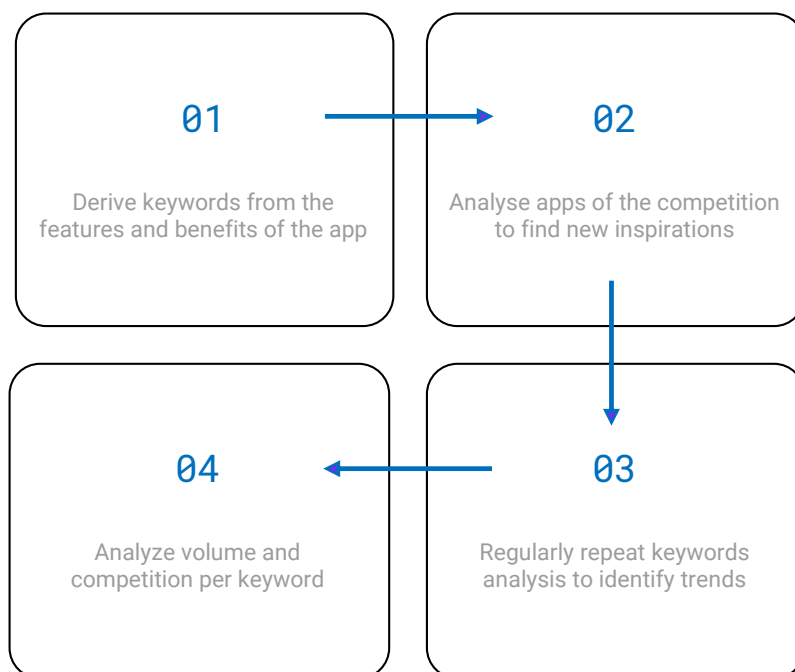 01
Derive keywords from the
features and benefits of the app
02
Analyse apps of the competition
to find new inspirations
03
Regularly repeat keywords
analysis to identify trends
04
Analyze volume and
competition per keyword